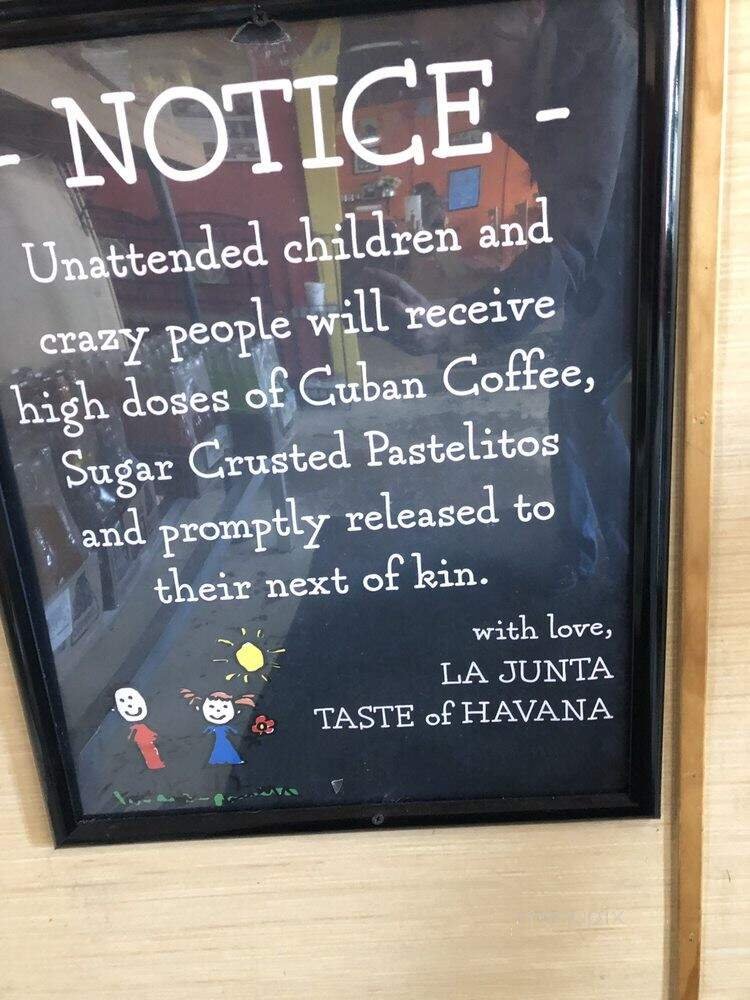 - NOTICE -
Unattended children and
crazy people will receive
high doses of Cuban Coffee,
Sugar Crusted Pastelitos
and promptly released to
their next of kin.
with love,
LA JUNTA
TASTE of HAVANA